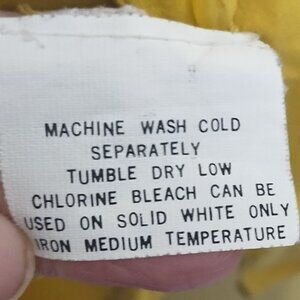 MACHINE WASH COLD
SEPARATELY
TUMBLE DRY LOW
CHLORINE BLEACH CAN BE
USED ON SOLID WHITE ONLY
IRON MEDIUM TEMPERATURE